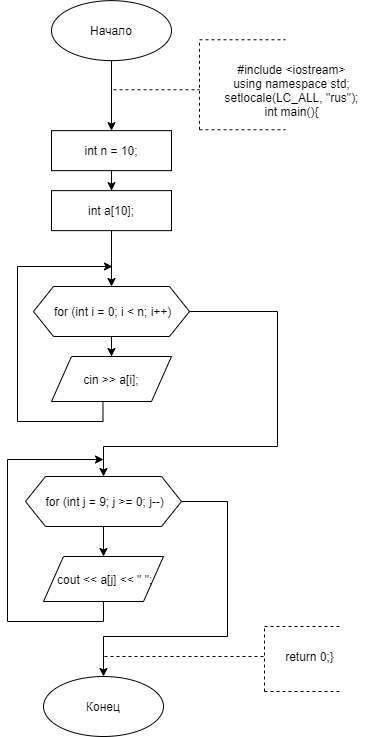 Начало
#include <iostream>
using namespace std;
setlocale(LC_ALL, "rus");
int main(){
int n = 10;
int a[10];
for (int i = 0; i < n; i++)
cin >> a[i];
for (int j = 9; j >= 0; j--)
cout << a[j] << " ";
return 0;}
Конец